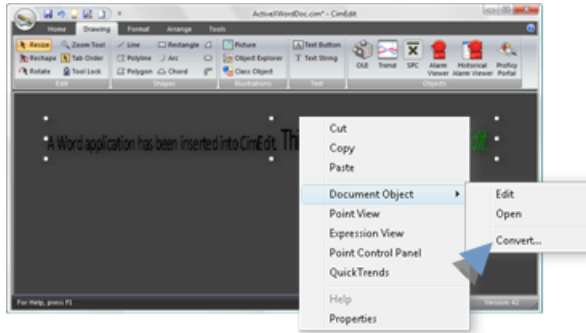 ActiveXWordDoc.cim* - CimEdit
Home Drawing Format Arrange Tools
Resize Zoom Tool Line Rectangle Picture Text Button
Reshape Tab Order Polyline Arc Object Explorer Text String
Rotate Tool Lock Polygon Chord Class Object
OLE Trend SPC Alarm Viewer Historical Alarm Viewer Proficy Portal
Edit Shapes Illustrations Text Objects
A Word application has been inserted into CimEdit. Thi
Cut
Copy
Paste
Document Object
Edit
Point View
Open
Expression View
Convert...
Point Control Panel
QuickTrends
Help
Properties
For Help, press F1